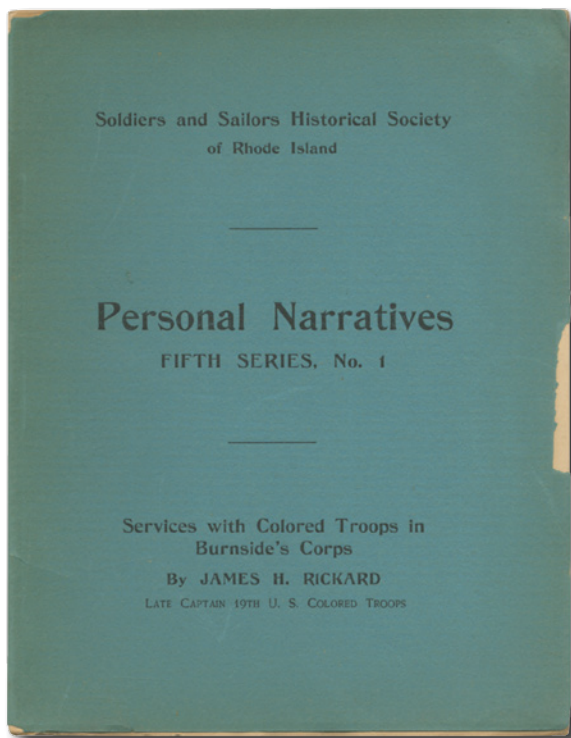 Soldiers and Sailors Historical Society
of Rhode Island
Personal Narratives
FIFTH SERIES, No. 1
Services with Colored Troops in
Burnside's Corps
By JAMES H. RICKARD
LATE CAPTAIN 19TH U. S. COLORED TROOPS